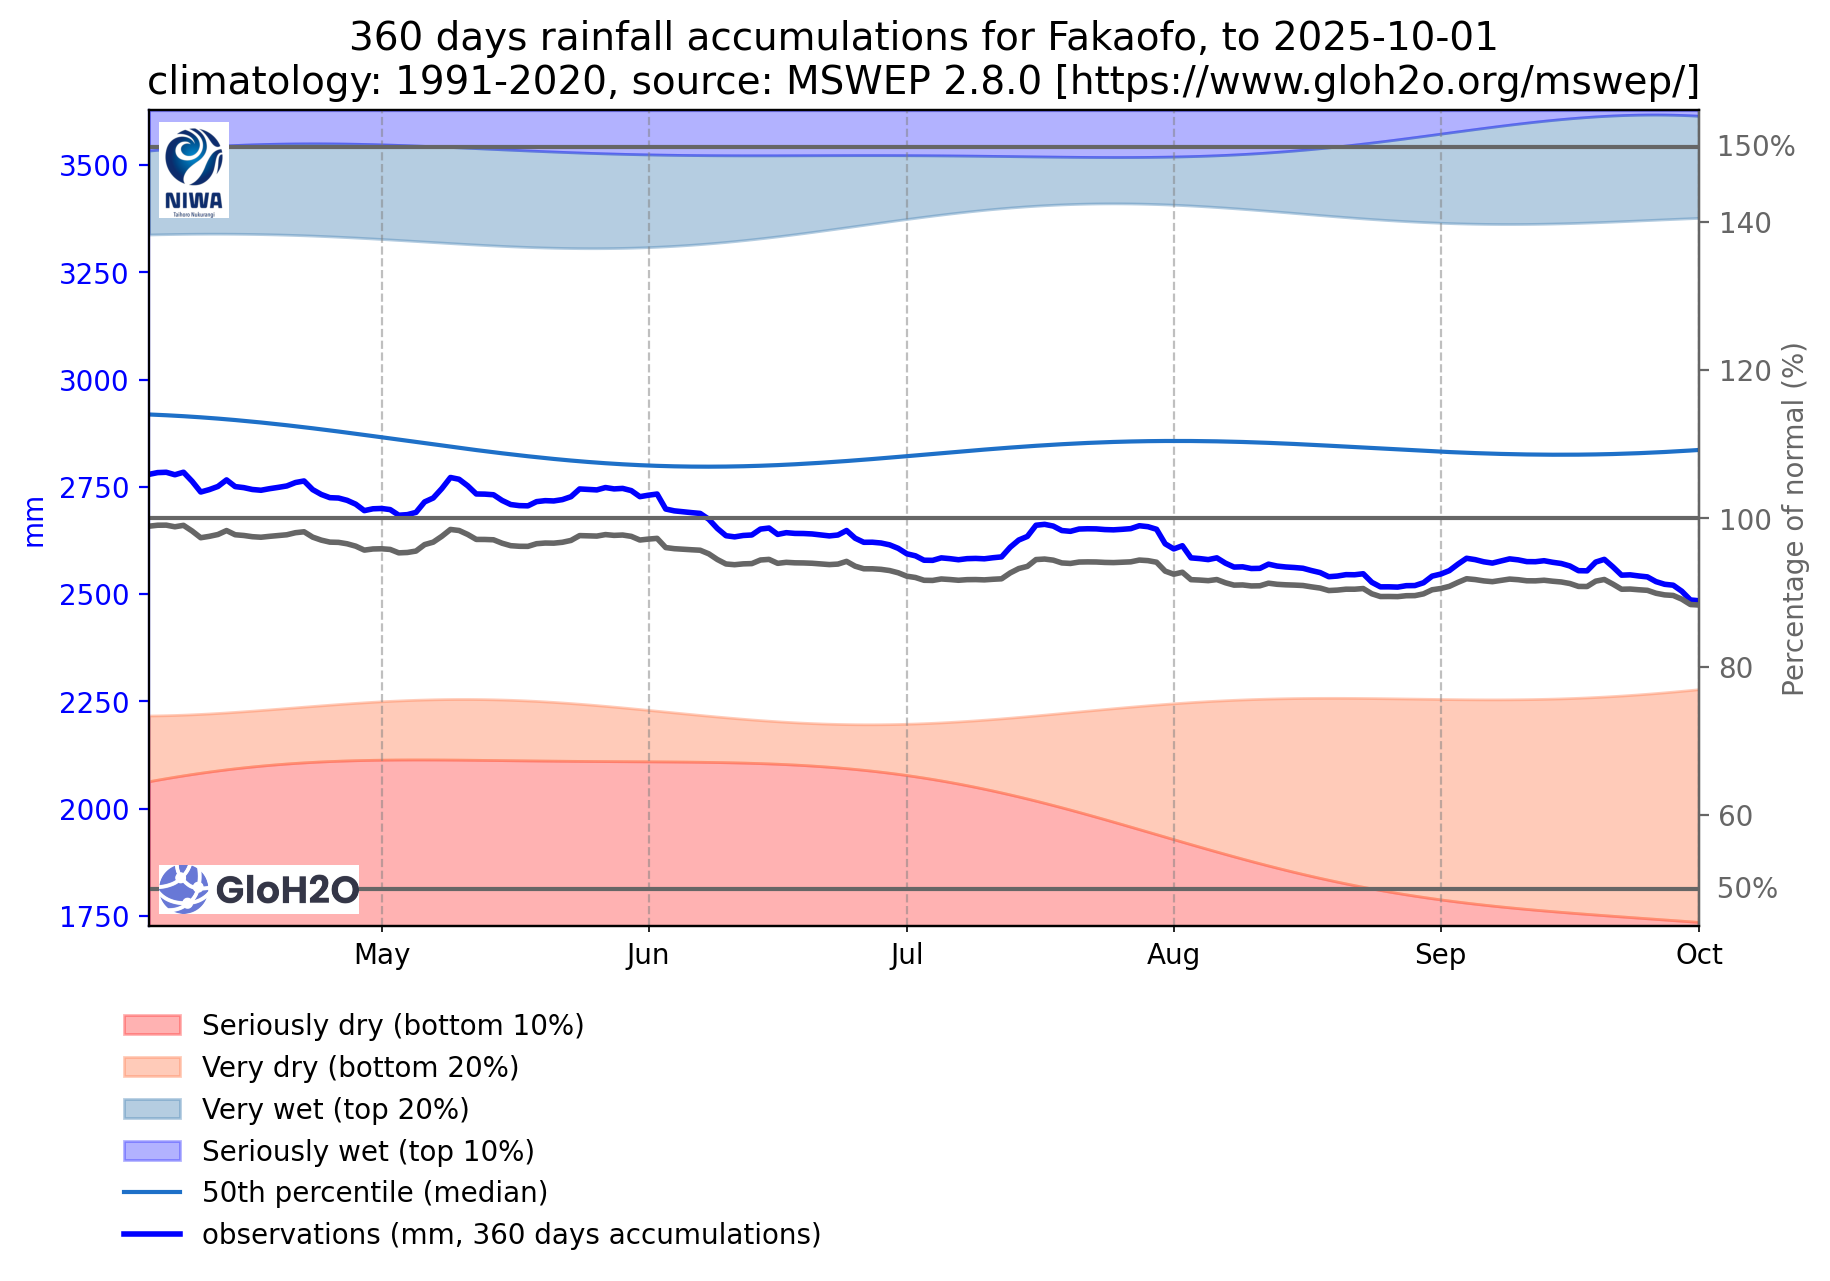 360 days rainfall accumulations for Fakaofo, to 2025-10-01
climatology: 1991-2020, source: MSWEP 2.8.0 [https://www.gloh2o.org/mswep/]
NIWA
Taihoro Nukurangi
3500
3250
3000
2750
2500
2250
2000
1750
mm
150%
140
120
100
80
60
50%
Percentage of normal (%)
GloH2O
May
Jun
Jul
Aug
Sep
Oct
Seriously dry (bottom 10%)
Very dry (bottom 20%)
Very wet (top 20%)
Seriously wet (top 10%)
50th percentile (median)
observations (mm, 360 days accumulations)